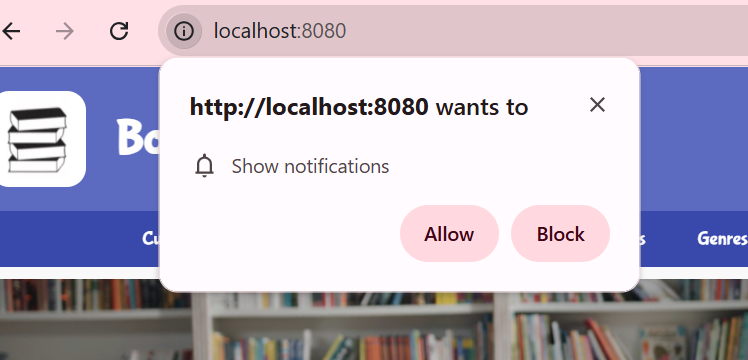 localhost:8080
http://localhost:8080 wants to
Show notifications
Allow
Block
Genres